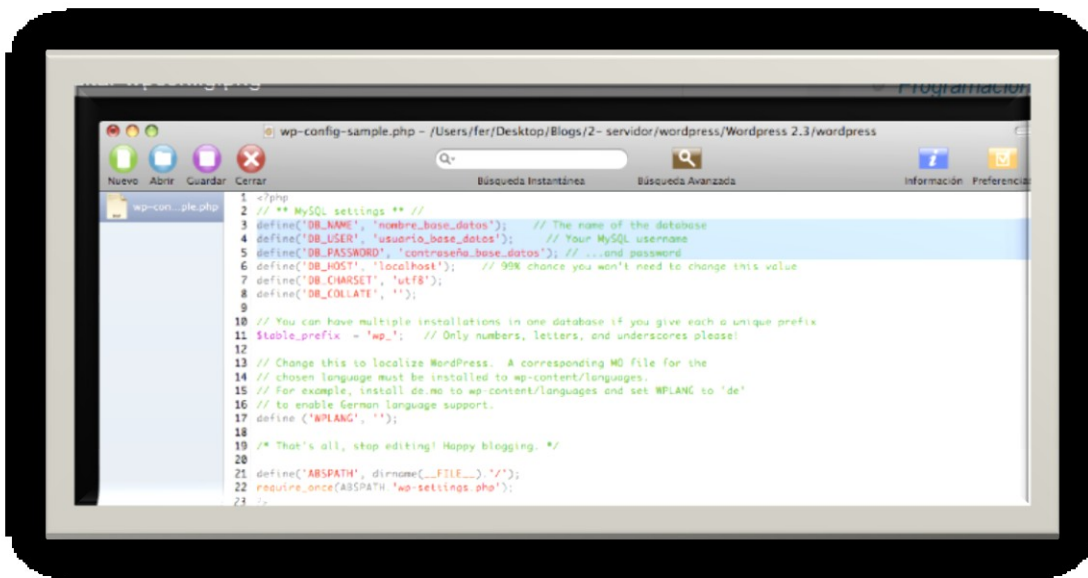 Programación
wp-config-sample.php – /Users/fer/Desktop/Blogs/2- servidor/wordpress/Wordpress 2.3/wordpress
Nuevo Abrir Guardar Cerrar Búsqueda Instantánea Búsqueda Avanzada Información Preferencias
wp-con...ple.php
1 <?php
2 // ** MySQL settings ** //
3 define('DB_NAME', 'nombre_base_datos');    // The name of the database
4 define('DB_USER', 'usuario_base_datos');    // Your MySQL username
5 define('DB_PASSWORD', 'contraseña_base_datos'); // ...and password
6 define('DB_HOST', 'localhost');    // 99% chance you won't need to change this value
7 define('DB_CHARSET', 'utf8');
8 define('DB_COLLATE', '');
9
10 // You can have multiple installations in one database if you give each a unique prefix
11 $table_prefix  = 'wp_';   // Only numbers, letters, and underscores please!
12
13 // Change this to localize WordPress.  A corresponding MO file for the
14 // chosen language must be installed to wp-content/languages.
15 // For example, install de.mo to wp-content/languages and set WPLANG to 'de'
16 // to enable German language support.
17 define ('WPLANG', '');
18
19 /* That's all, stop editing! Happy blogging. */
20
21 define('ABSPATH', dirname(__FILE__).'/');
22 require_once(ABSPATH.'wp-settings.php');
23 ?>